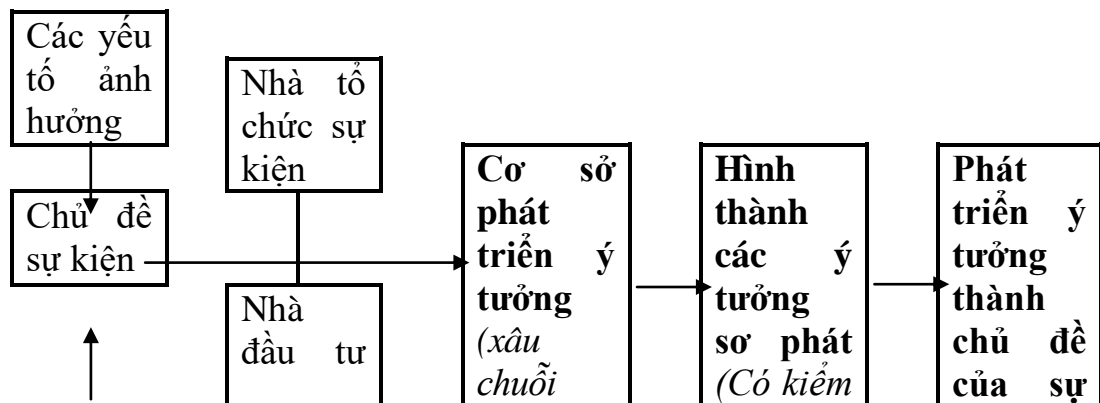 Các yếu
tố ảnh
hưởng
Chủ đề
sự kiện
Nhà tổ
chức sự
kiện
Nhà
đầu tư
Cơ sở
phát
triển ý
tưởng
(xâu
chuỗi
Hình
thành
các ý
tưởng
sơ phát
(Có kiểm
Phát
triển ý
tưởng
thành
chủ đề
của sự